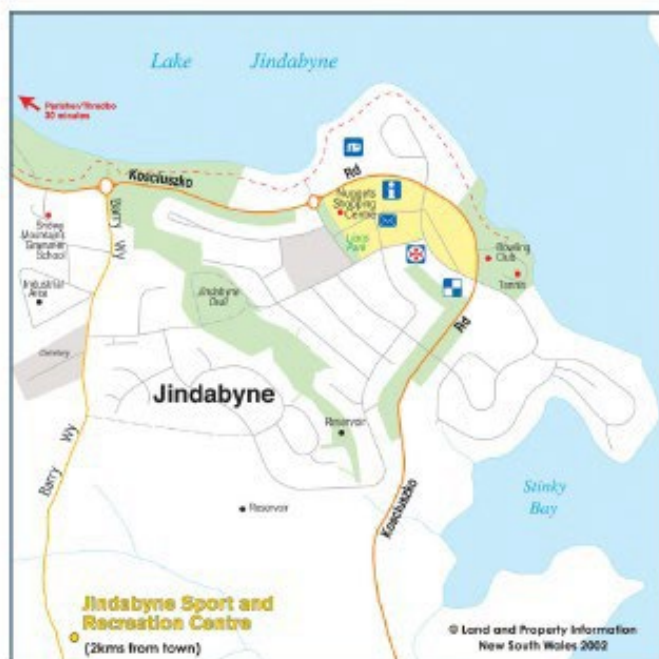 Lake Jindabyne
Perisher/Thredbo
30 minutes
Kosciuszko
Rd
Nuggets
Shopping
Centre
Lions
Park
Barry Wy
Snowy
Mountains
Grammar
School
Industrial
Area
Bowling
Club
Tennis
Jindabyne
Oval
Cemetery
Rd
Jindabyne
Reservoir
Barry Wy
Stinky
Bay
Kosciuszko
Reservoir
Jindabyne Sport and
Recreation Centre
(2kms from town)
© Land and Property Information
New South Wales 2002